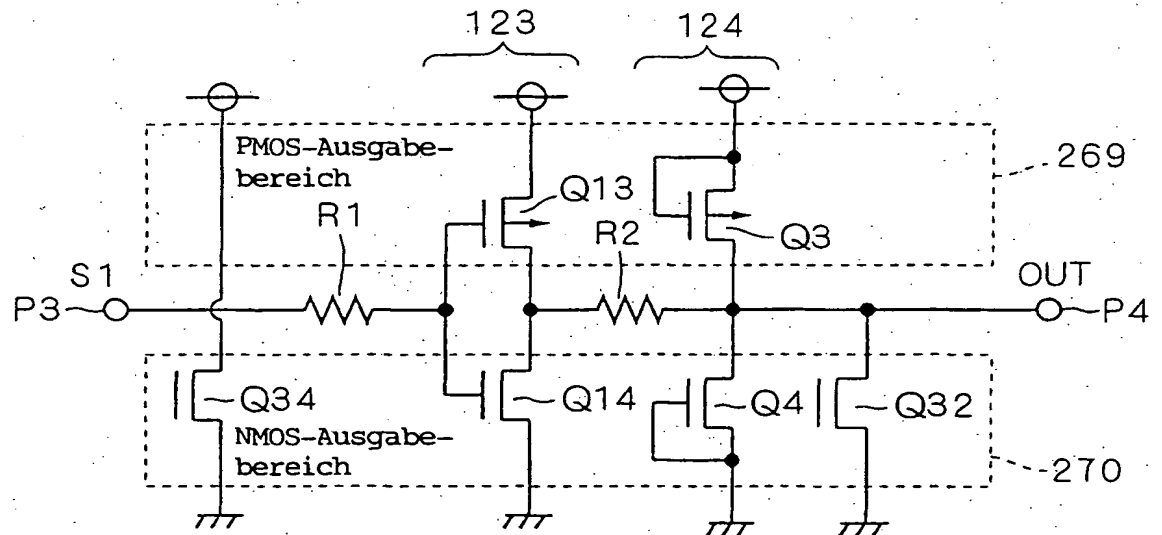 123
124
PMOS-Ausgabe-
bereich
269
Q13
R1
R2
Q3
S1
OUT
P3
P4
Q34
Q14
Q4
Q32
NMOS-Ausgabe-
bereich
270